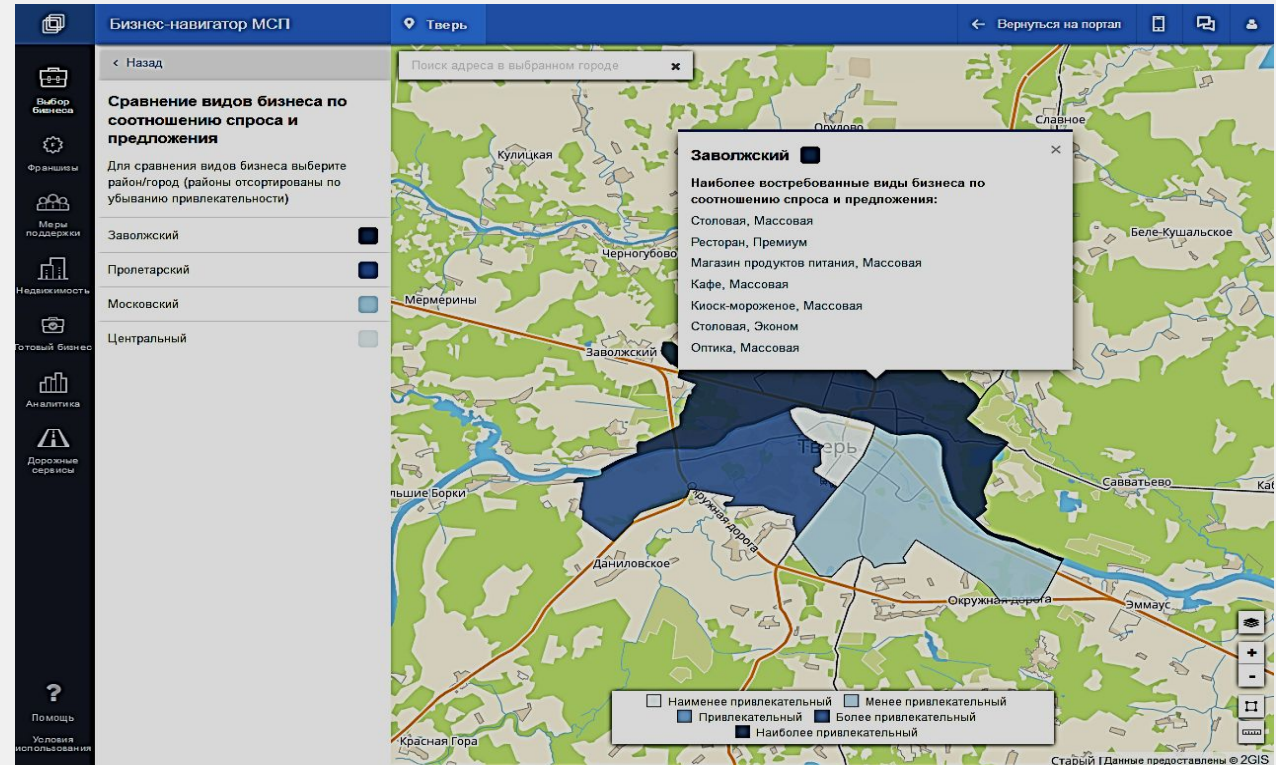 Бизнес-навигатор МСП
Тверь
Вернуться на портал
Выбор
бизнеса
Франшизы
Меры
поддержки
Недвижимость
Готовый бизнес
Аналитика
Дорожные
сервисы
?
Помощь
Условия
использования
Назад
Сравнение видов бизнеса по
соотношению спроса и
предложения
Для сравнения видов бизнеса выберите
район/город (районы отсортированы по
убыванию привлекательности)
Заволжский
Пролетарский
Московский
Центральный
Поиск адреса в выбранном городе
Славное
Кулицкая
Заволжский
Наиболее востребованные виды бизнеса по
соотношению спроса и предложения:
Столовая, Массовая
Ресторан, Премиум
Магазин продуктов питания, Массовая
Кафе, Массовая
Киоск-мороженое, Массовая
Столовая, Эконом
Оптика, Массовая
Беле-Кушальское
Черногубово
Мермерины
Заволжский
Тверь
Савватьево
льшие Борки
Окружная дорога
Даниловское
Окружная дорога
Эммаус
+
-
Наименее привлекательный Менее привлекательный
Привлекательный Более привлекательный
Наиболее привлекательный
Красная Гора
Старый
Данные предоставлены © 2GIS